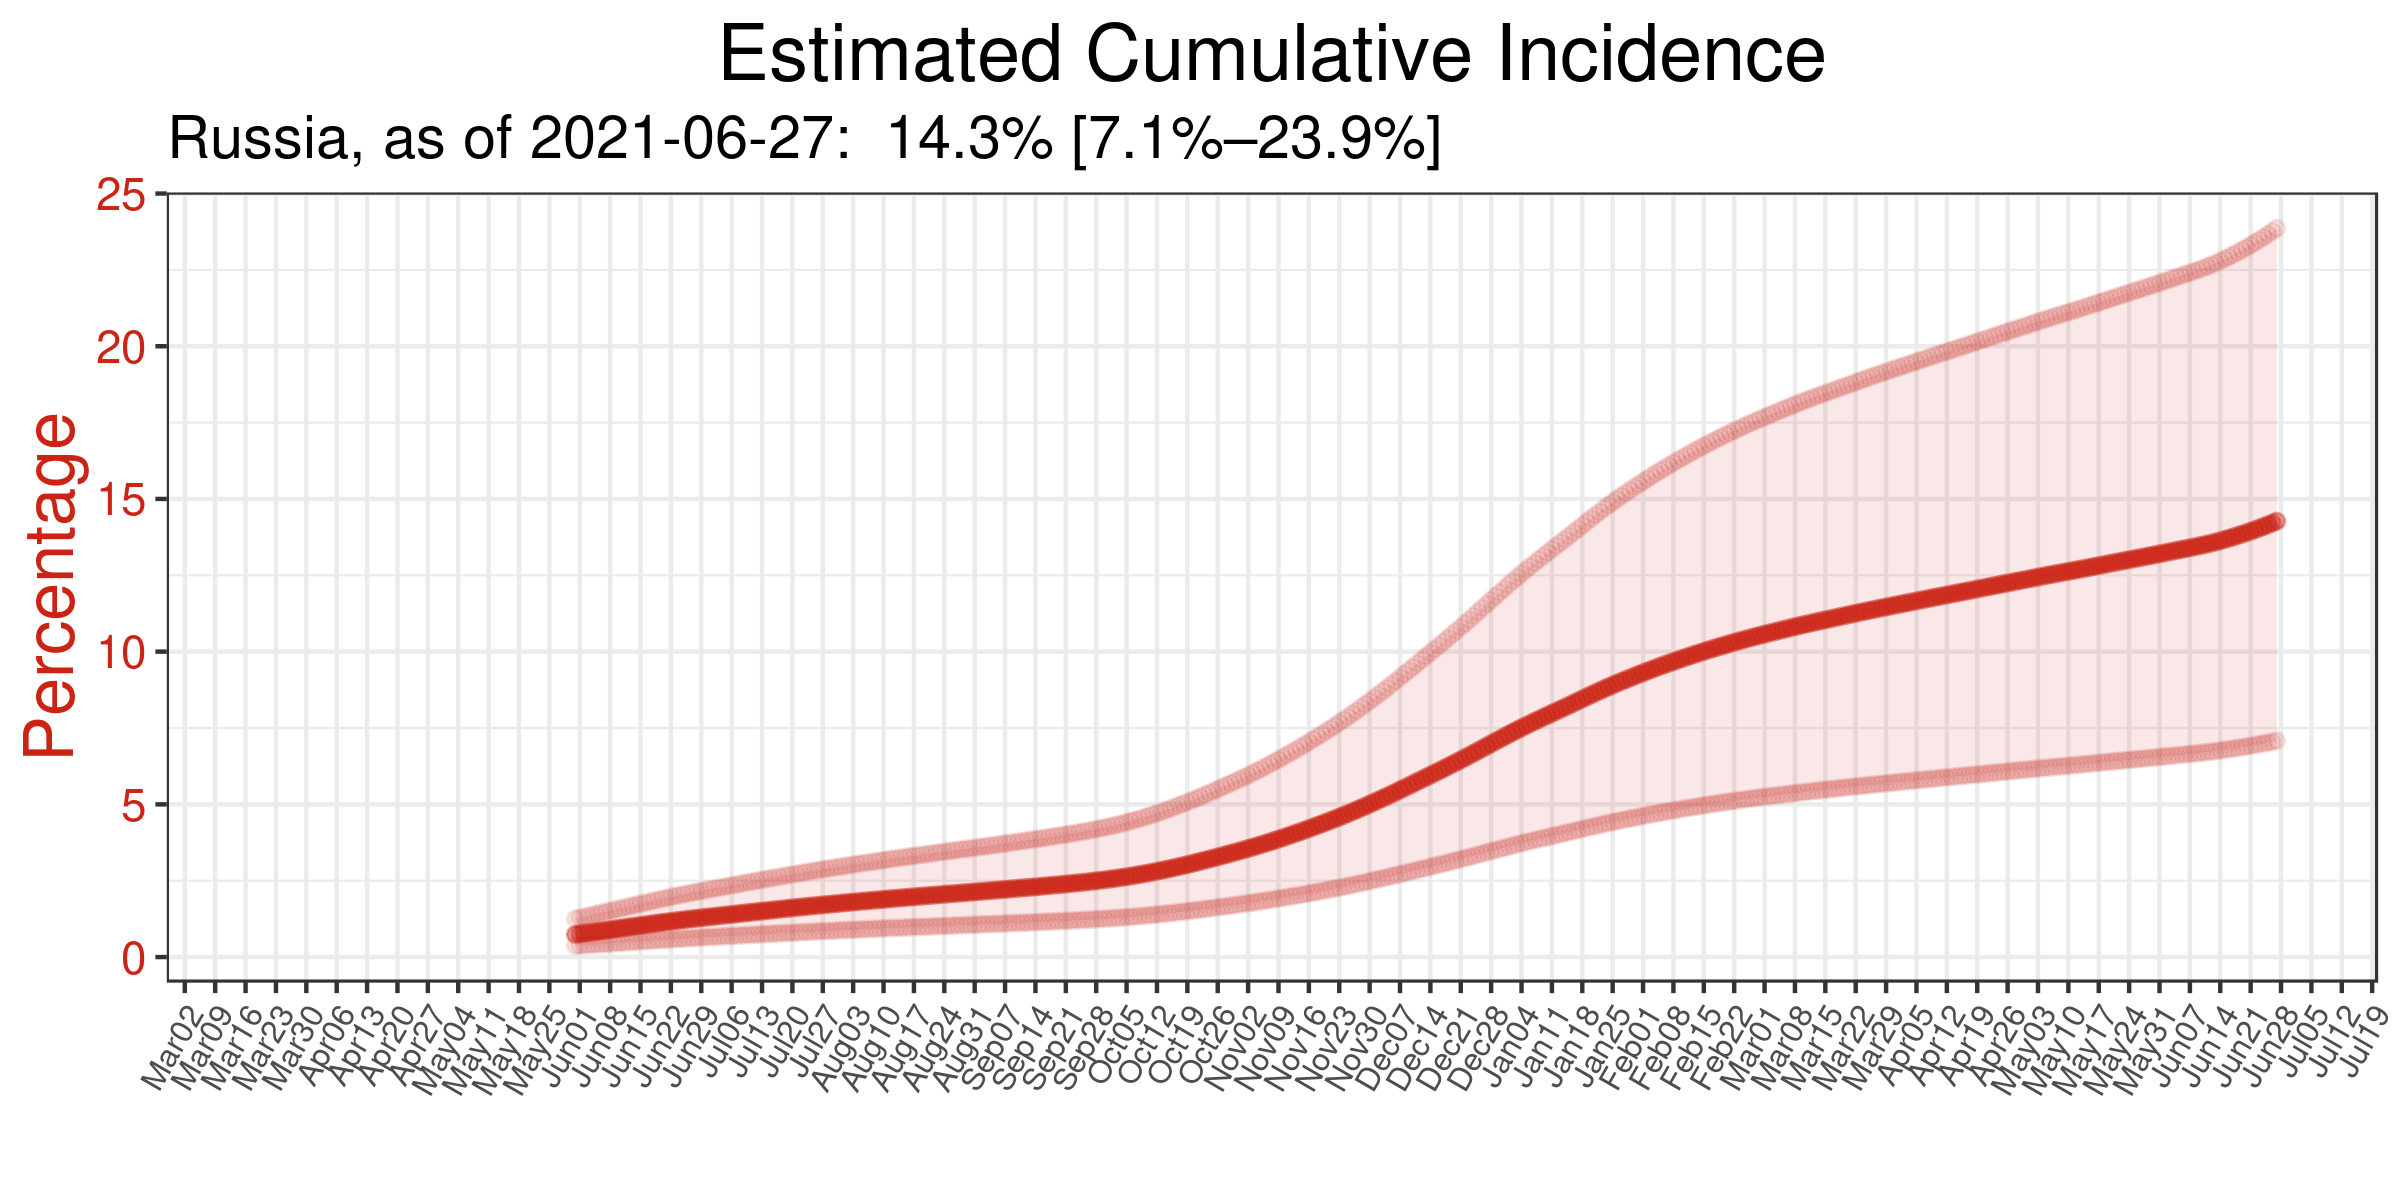 Estimated Cumulative Incidence
Russia, as of 2021-06-27: 14.3% [7.1%–23.9%]
Percentage
25
20
15
10
5
0
Mar02
Mar09
Mar16
Mar23
Mar30
Apr06
Apr13
Apr20
Apr27
May04
May11
May18
May25
Jun01
Jun08
Jun15
Jun22
Jun29
Jul06
Jul13
Jul20
Jul27
Aug03
Aug10
Aug17
Aug24
Aug31
Sep07
Sep14
Sep21
Sep28
Oct05
Oct12
Oct19
Oct26
Nov02
Nov09
Nov16
Nov23
Nov30
Dec07
Dec14
Dec21
Dec28
Jan04
Jan11
Jan18
Jan25
Feb01
Feb08
Feb15
Feb22
Mar01
Mar08
Mar15
Mar22
Mar29
Apr05
Apr12
Apr19
Apr26
May03
May10
May17
May24
May31
Jun07
Jun14
Jun21
Jun28
Jul05
Jul12
Jul19